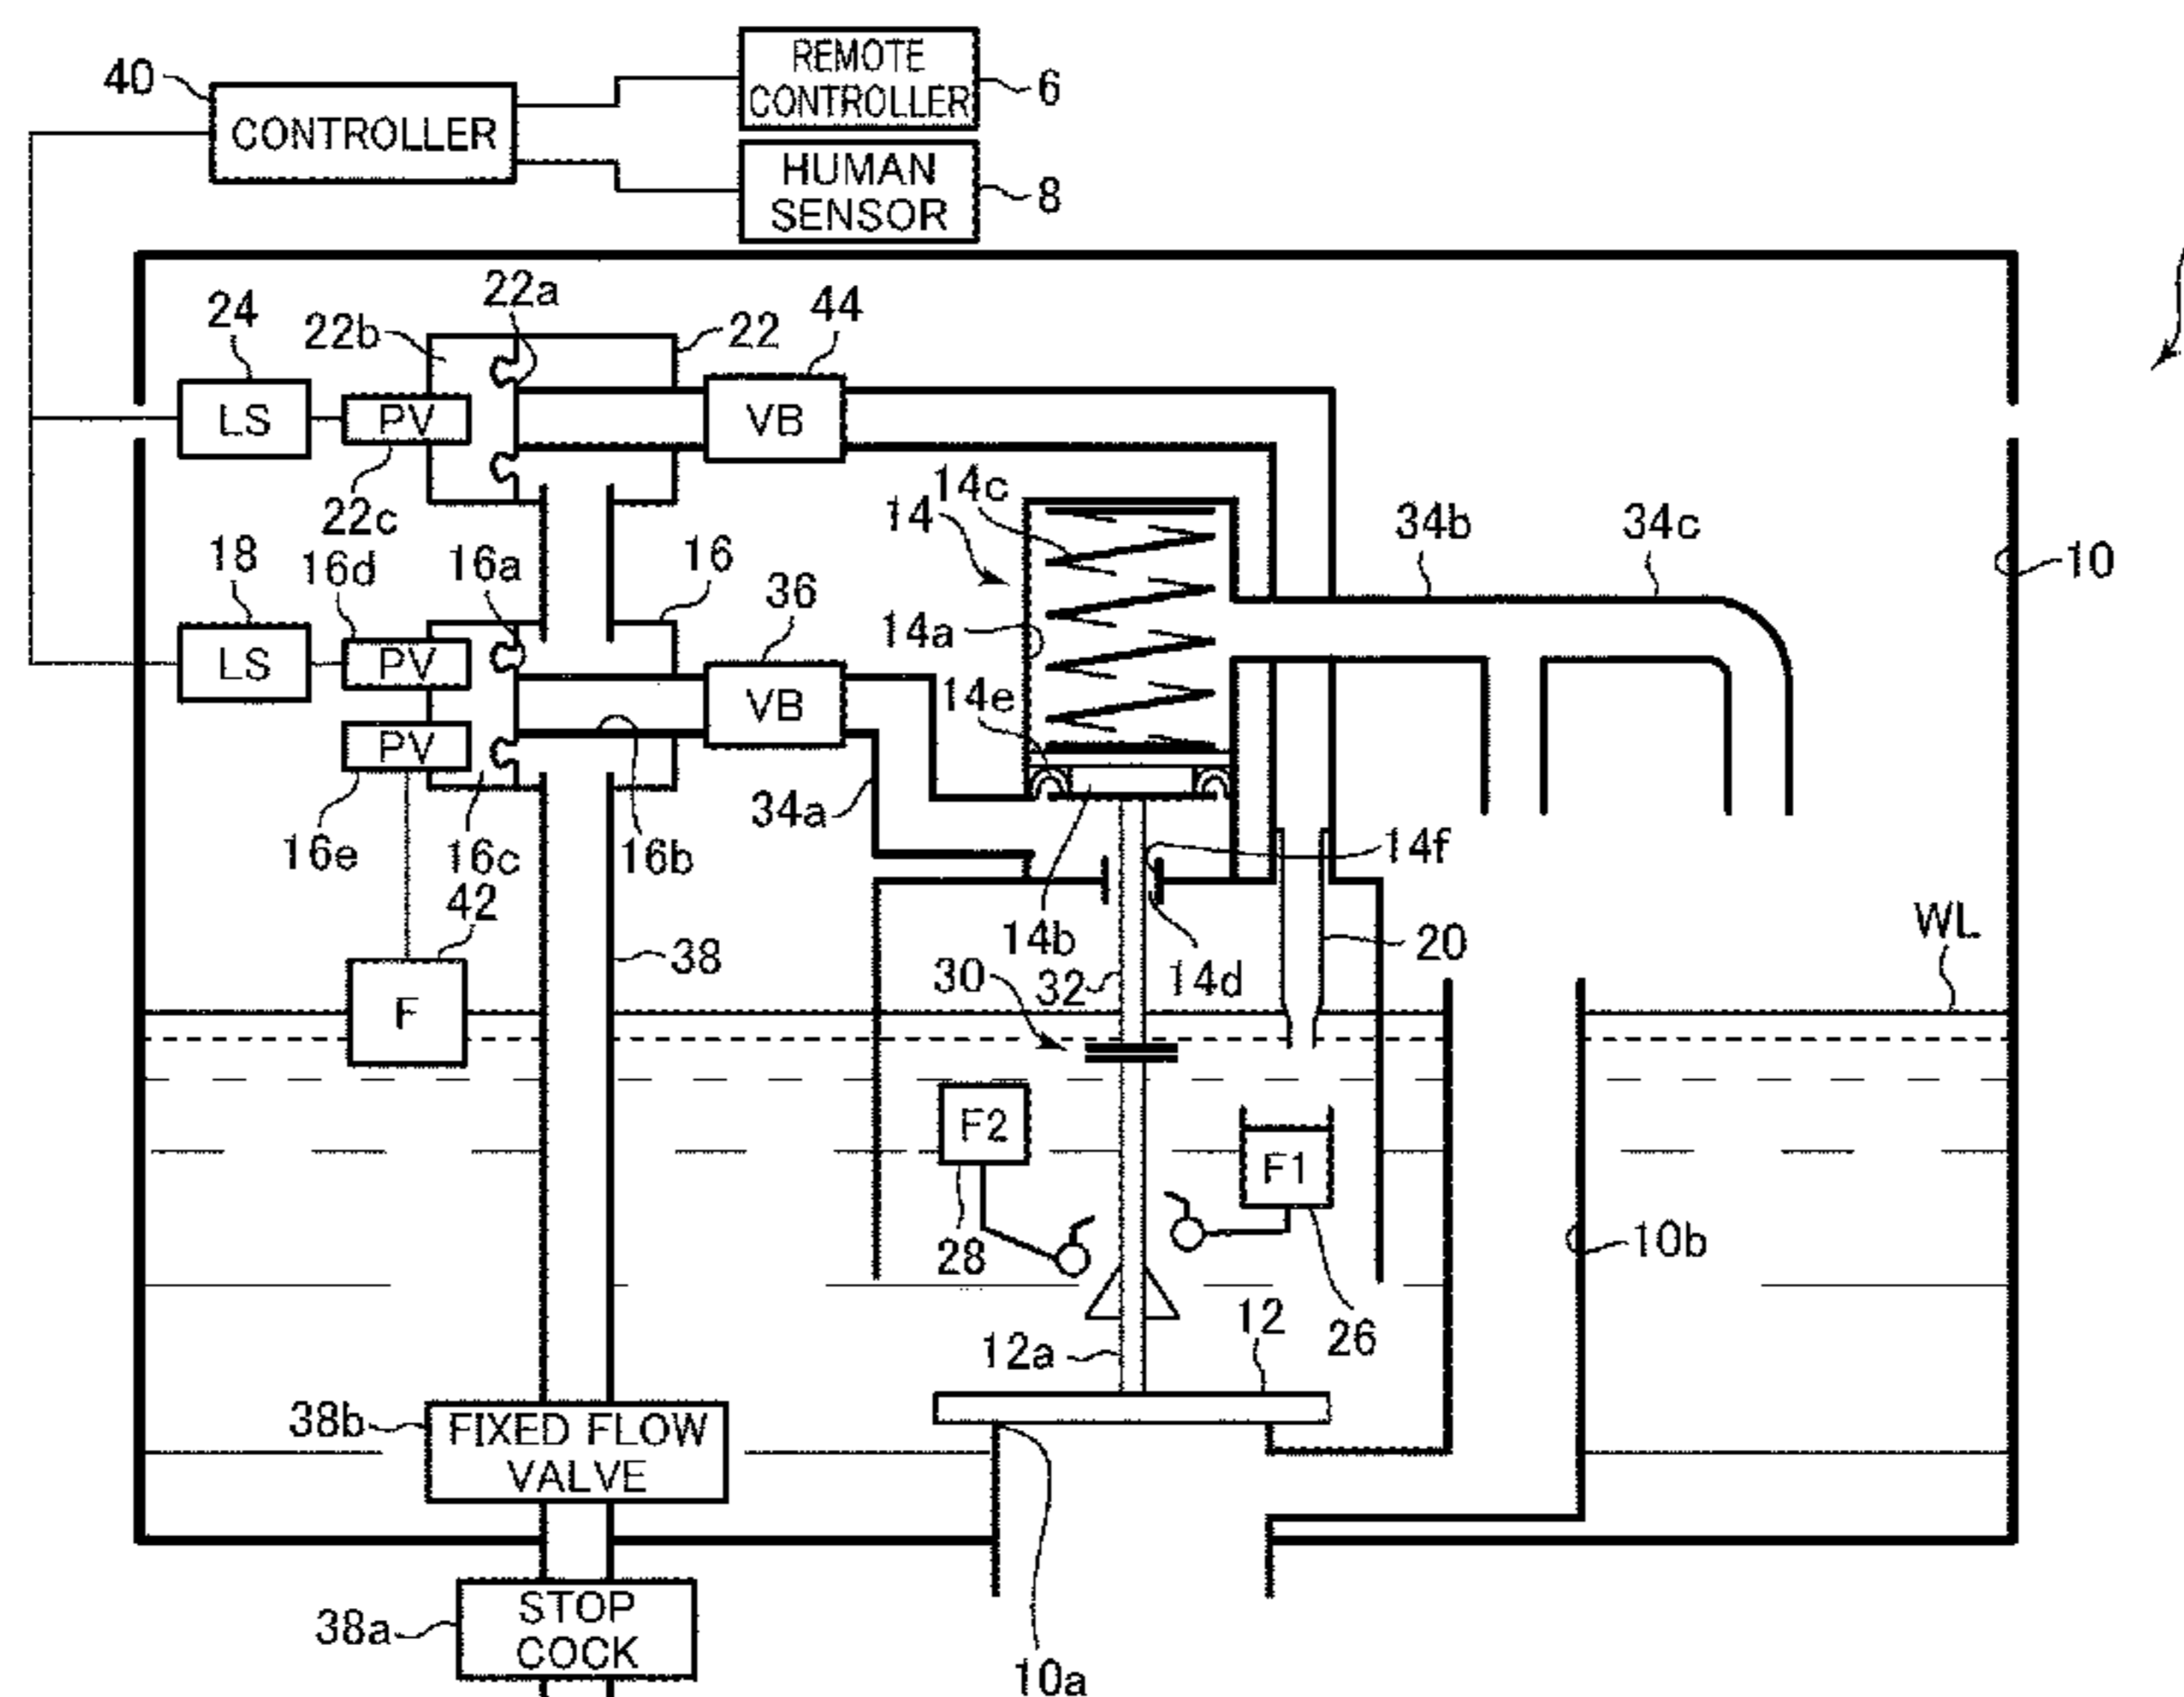 REMOTE
CONTROLLER
6
40
CONTROLLER
HUMAN
SENSOR
8
24
22b
22a
22
44
LS
PV
VB
22c
14
14c
34b
34c
18
16d
16a
16
36
10
14a
LS
PV
VB
14e
PV
34a
16e
16c
16b
14f
42
14b
20
WL
38
30
32
14d
F
F2
F1
28
10b
12
26
12a
38b
FIXED FLOW
VALVE
38a
STOP
COCK
10a